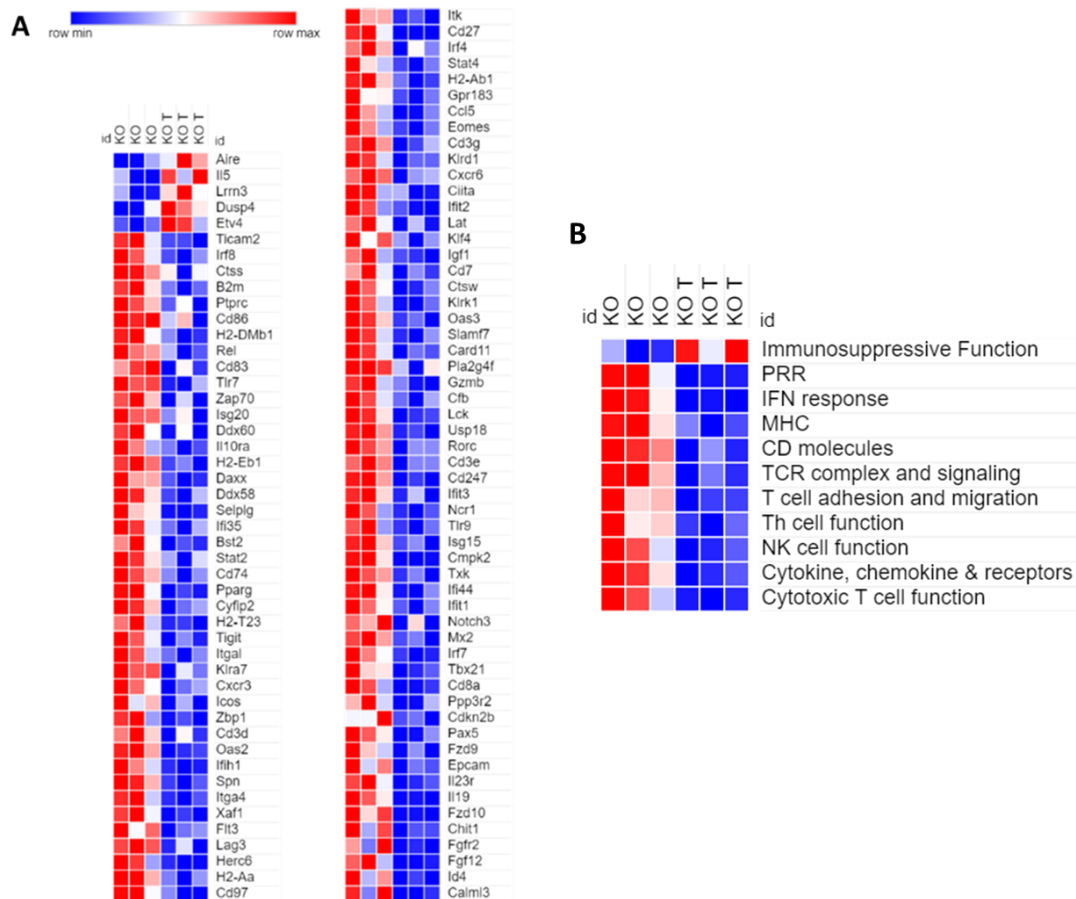 A
row min row max
id KO KO KO KO T KO T KO T id
Aire
Il5
Lrrn3
Dusp4
Etv4
Ticam2
Irf8
Ctss
B2m
Ptprc
Cd86
H2-DMb1
Rel
Cd83
Tlr7
Zap70
Isg20
Ddx60
Il10ra
H2-Eb1
Daxx
Ddx58
Selplg
Ifi35
Bst2
Stat2
Cd74
Pparg
Cyfip2
H2-T23
Tigit
Itgal
Klra7
Cxcr3
Icos
Zbp1
Cd3d
Oas2
Ifih1
Spn
Itga4
Xaf1
Flt3
Lag3
Herc6
H2-Aa
Cd97
Itk
Cd27
Irf4
Stat4
H2-Ab1
Gpr183
Ccl5
Eomes
Cd3g
Klrd1
Cxcr6
Ciita
Ifit2
Lat
Klf4
Igf1
Cd7
Ctsw
Klrk1
Oas3
Slamf7
Card11
Pla2g4f
Gzmb
Cfb
Lck
Usp18
Rorc
Cd3e
Cd247
Ifit3
Ncr1
Tlr9
Isg15
Cmpk2
Txk
Ifi44
Ifit1
Notch3
Mx2
Irf7
Tbx21
Cd8a
Ppp3r2
Cdkn2b
Pax5
Fzd9
Epcam
Il23r
Il19
Fzd10
Chit1
Fgfr2
Fgf12
Id4
Calml3
B
id KO KO KO KO T KO T KO T id
Immunosuppressive Function
PRR
IFN response
MHC
CD molecules
TCR complex and signaling
T cell adhesion and migration
Th cell function
NK cell function
Cytokine, chemokine & receptors
Cytotoxic T cell function